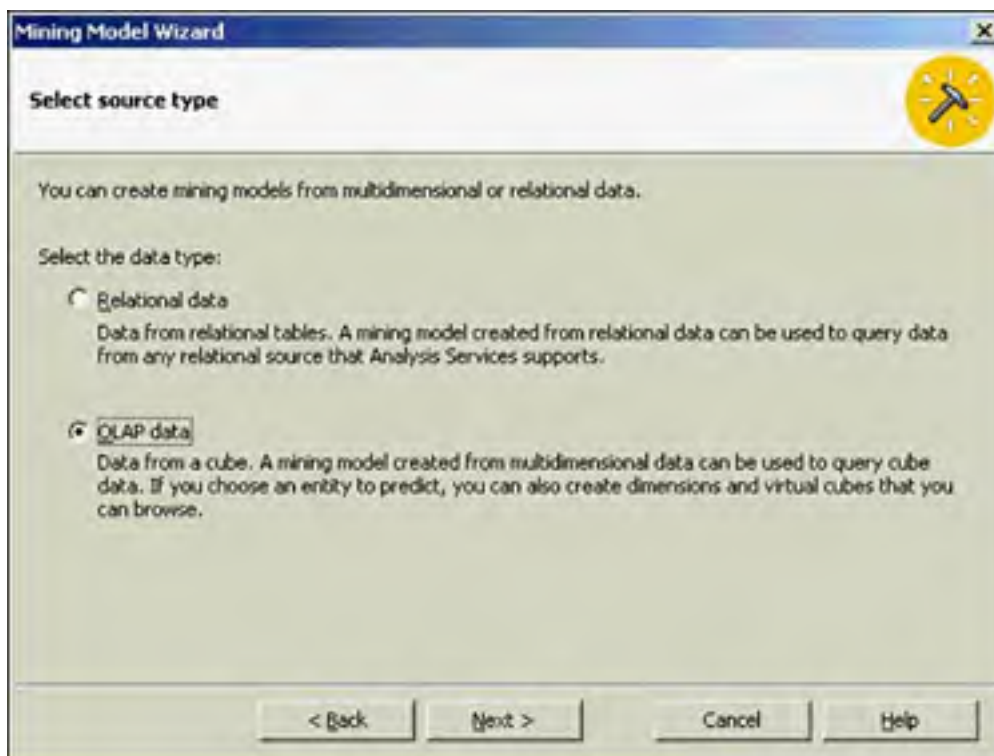 Mining Model Wizard
Select source type
You can create mining models from multidimensional or relational data.
Select the data type:
Relational data
Data from relational tables. A mining model created from relational data can be used to query data
from any relational source that Analysis Services supports.
OLAP data
Data from a cube. A mining model created from multidimensional data can be used to query cube
data. If you choose an entity to predict, you can also create dimensions and virtual cubes that you
can browse.
< Back
Next >
Cancel
Help